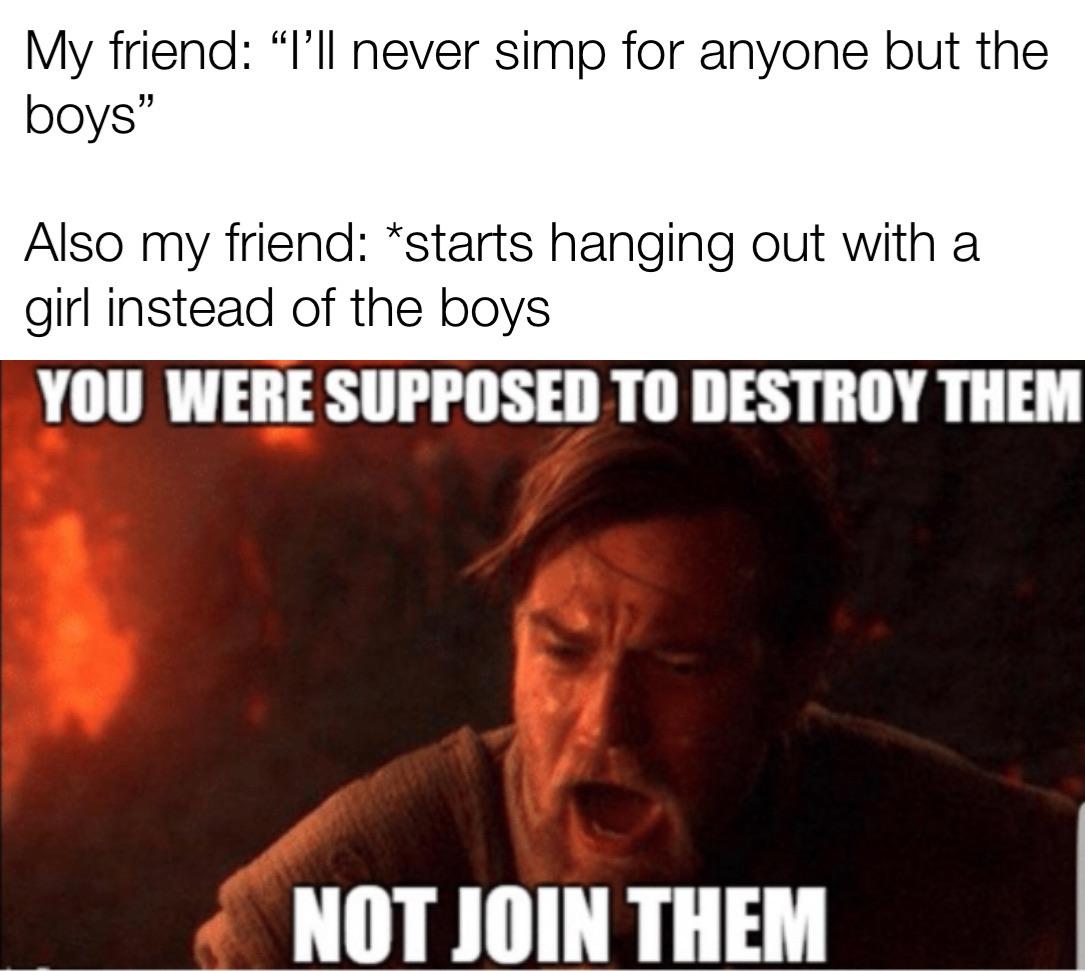 My friend: “I’ll never simp for anyone but the
boys”
Also my friend: *starts hanging out with a
girl instead of the boys
YOU WERE SUPPOSED TO DESTROY THEM
NOT JOIN THEM